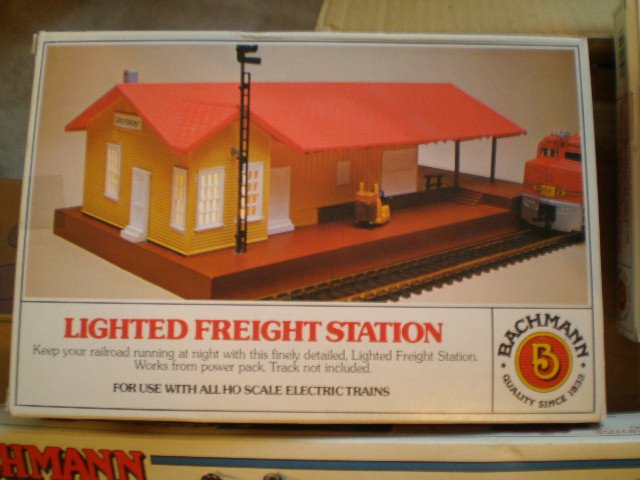 LIGHTED FREIGHT STATION
Keep your railroad running at night with this finely detailed, Lighted Freight Station.
Works from power pack. Track not included.
FOR USE WITH ALL HO SCALE ELECTRIC TRAINS
BACHMANN
B
QUALITY SINCE 1833
HMANN